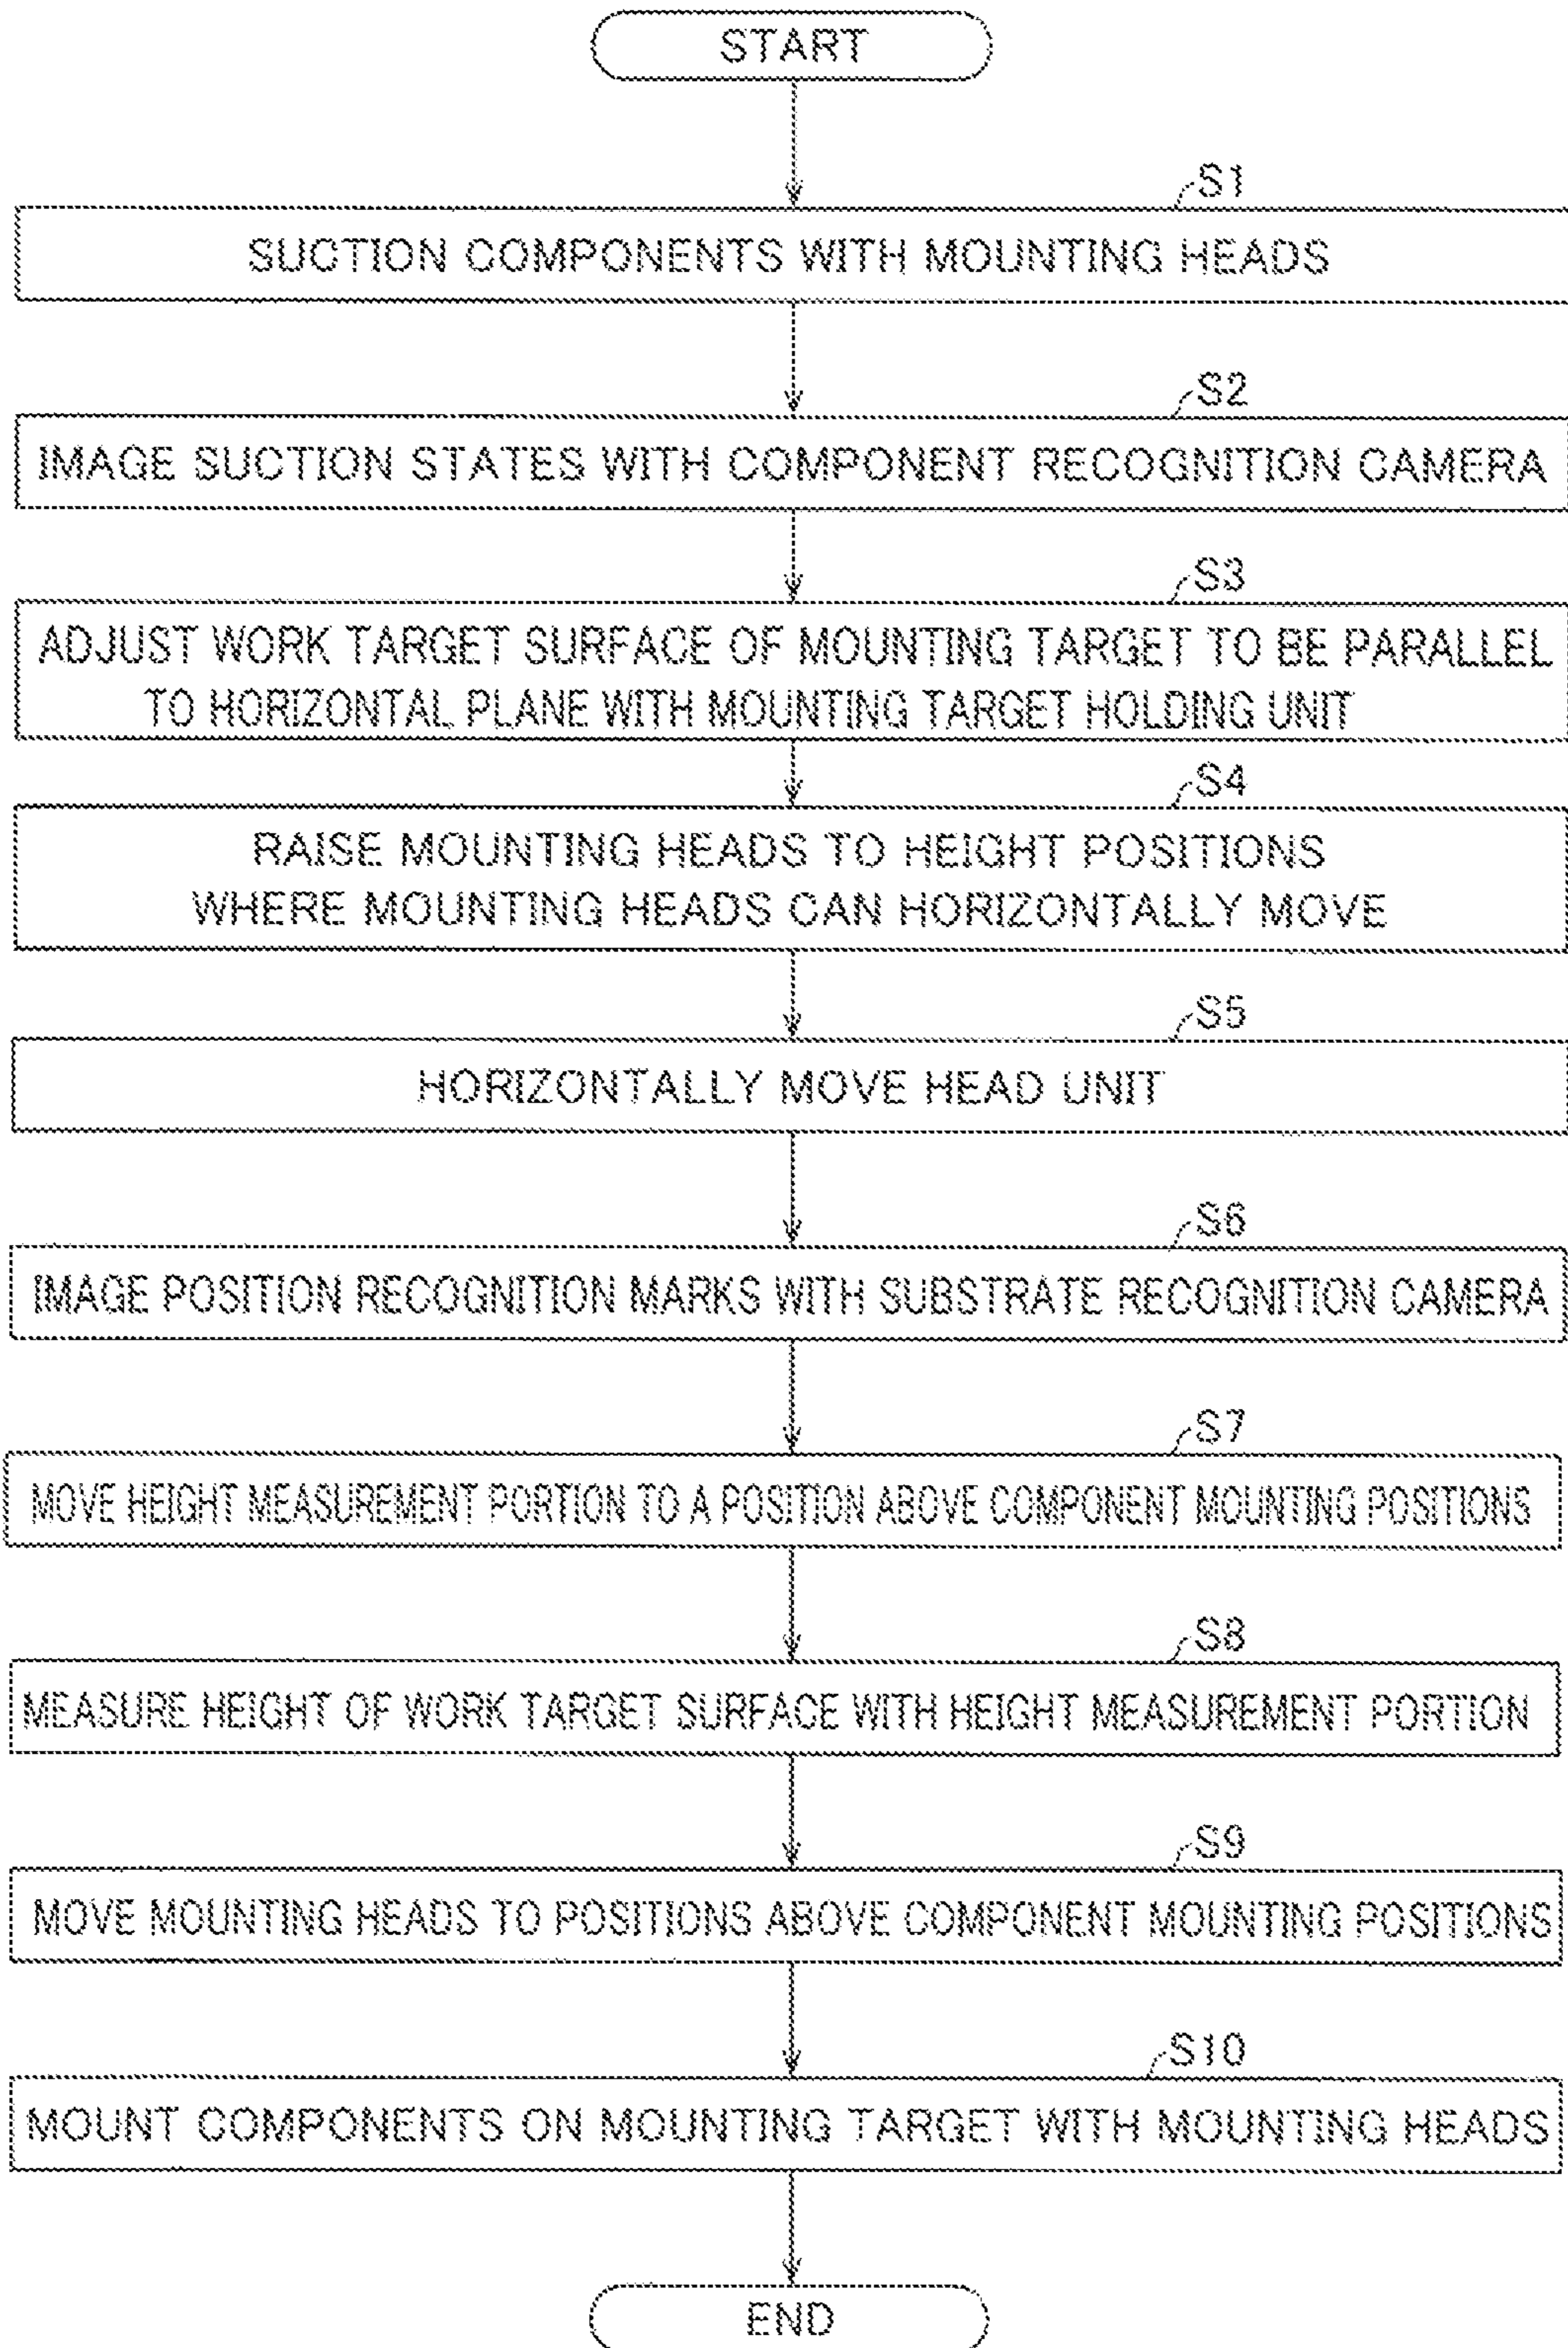 START
S1
SUCTION COMPONENTS WITH MOUNTING HEADS
S2
IMAGE SUCTION STATES WITH COMPONENT RECOGNITION CAMERA
S3
ADJUST WORK TARGET SURFACE OF MOUNTING TARGET TO BE PARALLEL
TO HORIZONTAL PLANE WITH MOUNTING TARGET HOLDING UNIT
S4
RAISE MOUNTING HEADS TO HEIGHT POSITIONS
WHERE MOUNTING HEADS CAN HORIZONTALLY MOVE
S5
HORIZONTALLY MOVE HEAD UNIT
S6
IMAGE POSITION RECOGNITION MARKS WITH SUBSTRATE RECOGNITION CAMERA
S7
MOVE HEIGHT MEASUREMENT PORTION TO A POSITION ABOVE COMPONENT MOUNTING POSITIONS
S8
MEASURE HEIGHT OF WORK TARGET SURFACE WITH HEIGHT MEASUREMENT PORTION
S9
MOVE MOUNTING HEADS TO POSITIONS ABOVE COMPONENT MOUNTING POSITIONS
S10
MOUNT COMPONENTS ON MOUNTING TARGET WITH MOUNTING HEADS
END